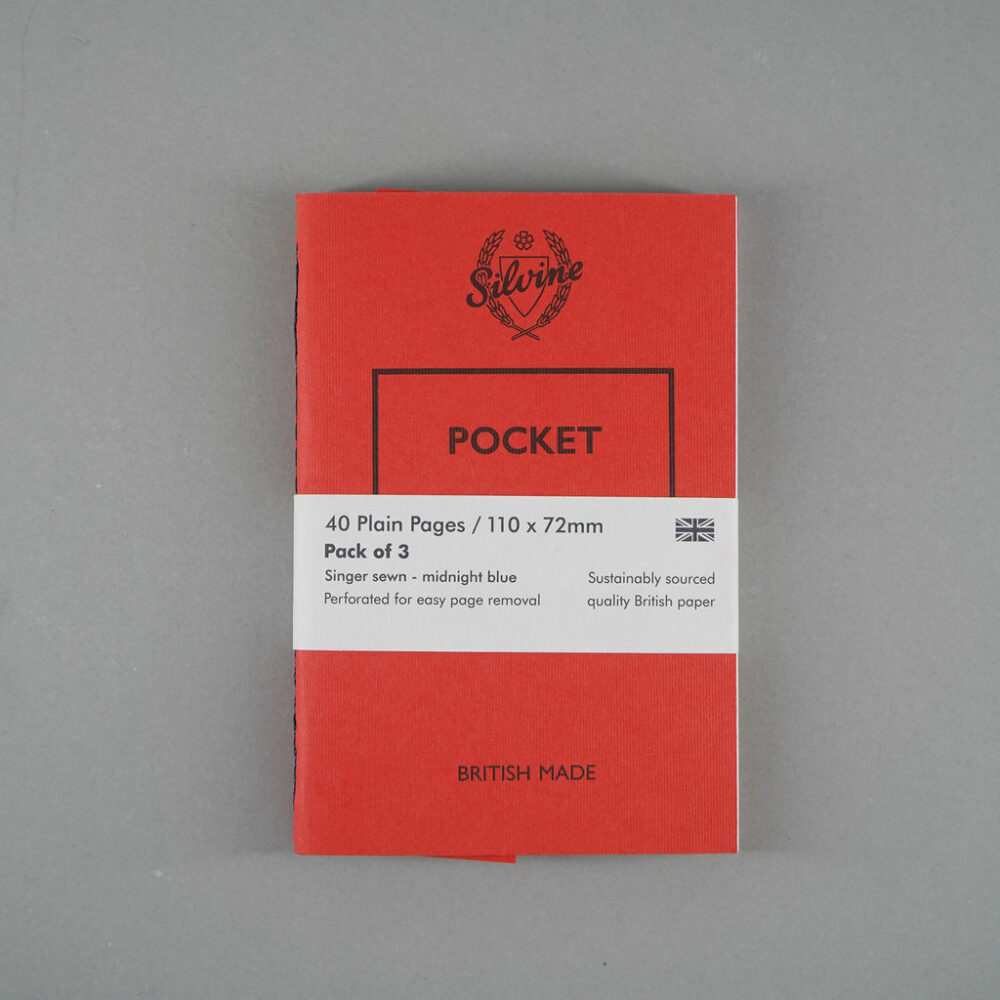 Silvine
POCKET
40 Plain Pages / 110 x 72mm
Pack of 3
Singer sewn - midnight blue
Perforated for easy page removal
Sustainably sourced
quality British paper
BRITISH MADE